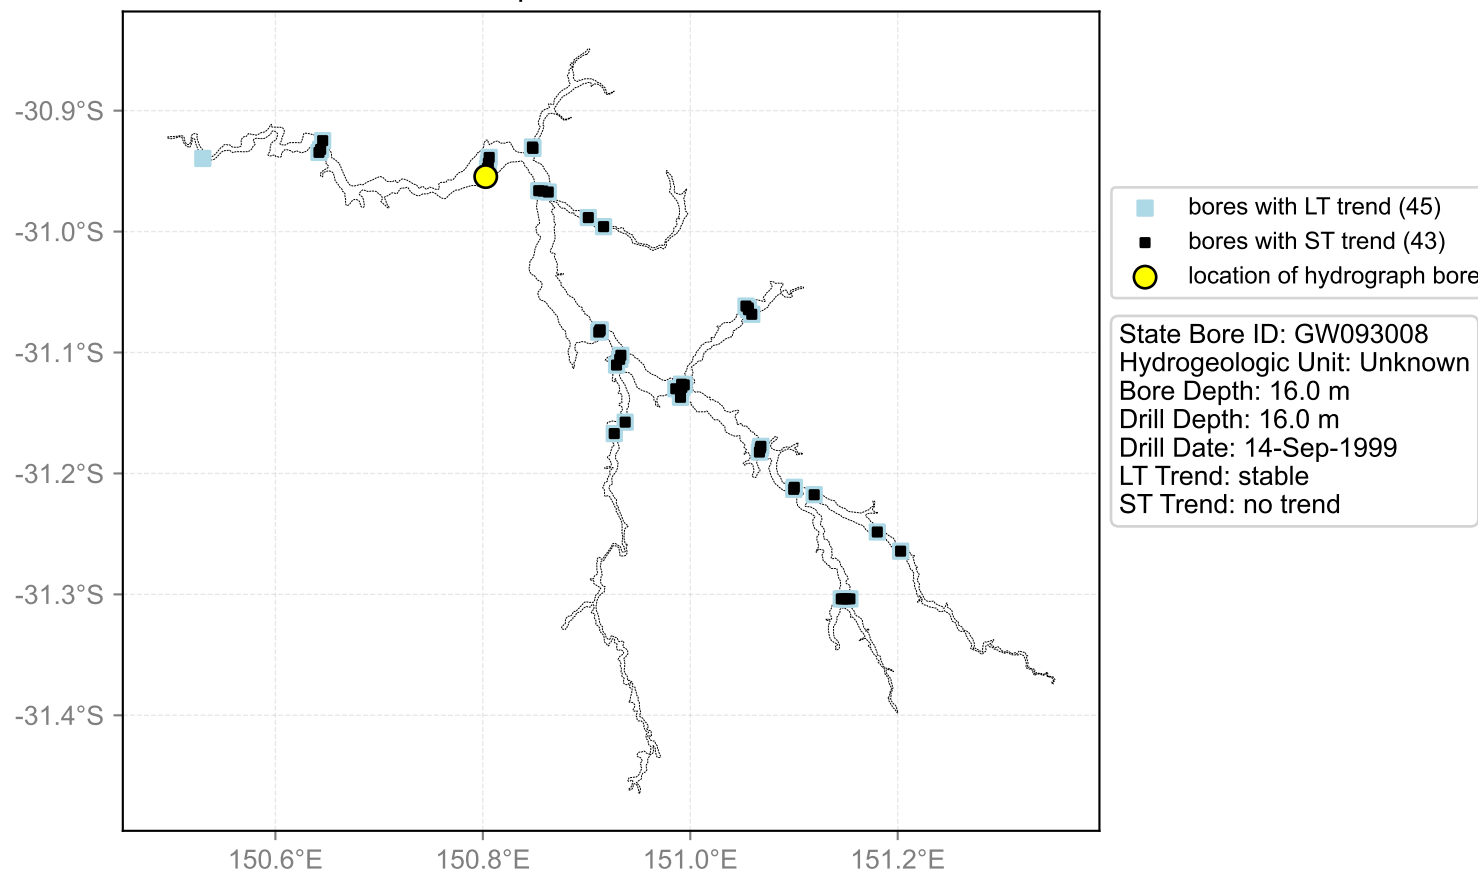 -30.9°S
-31.0°S
-31.1°S
-31.2°S
-31.3°S
-31.4°S
150.6°E
150.8°E
151.0°E
151.2°E
bores with LT trend (45)
bores with ST trend (43)
location of hydrograph bore
State Bore ID: GW093008
Hydrogeologic Unit: Unknown
Bore Depth: 16.0 m
Drill Depth: 16.0 m
Drill Date: 14-Sep-1999
LT Trend: stable
ST Trend: no trend